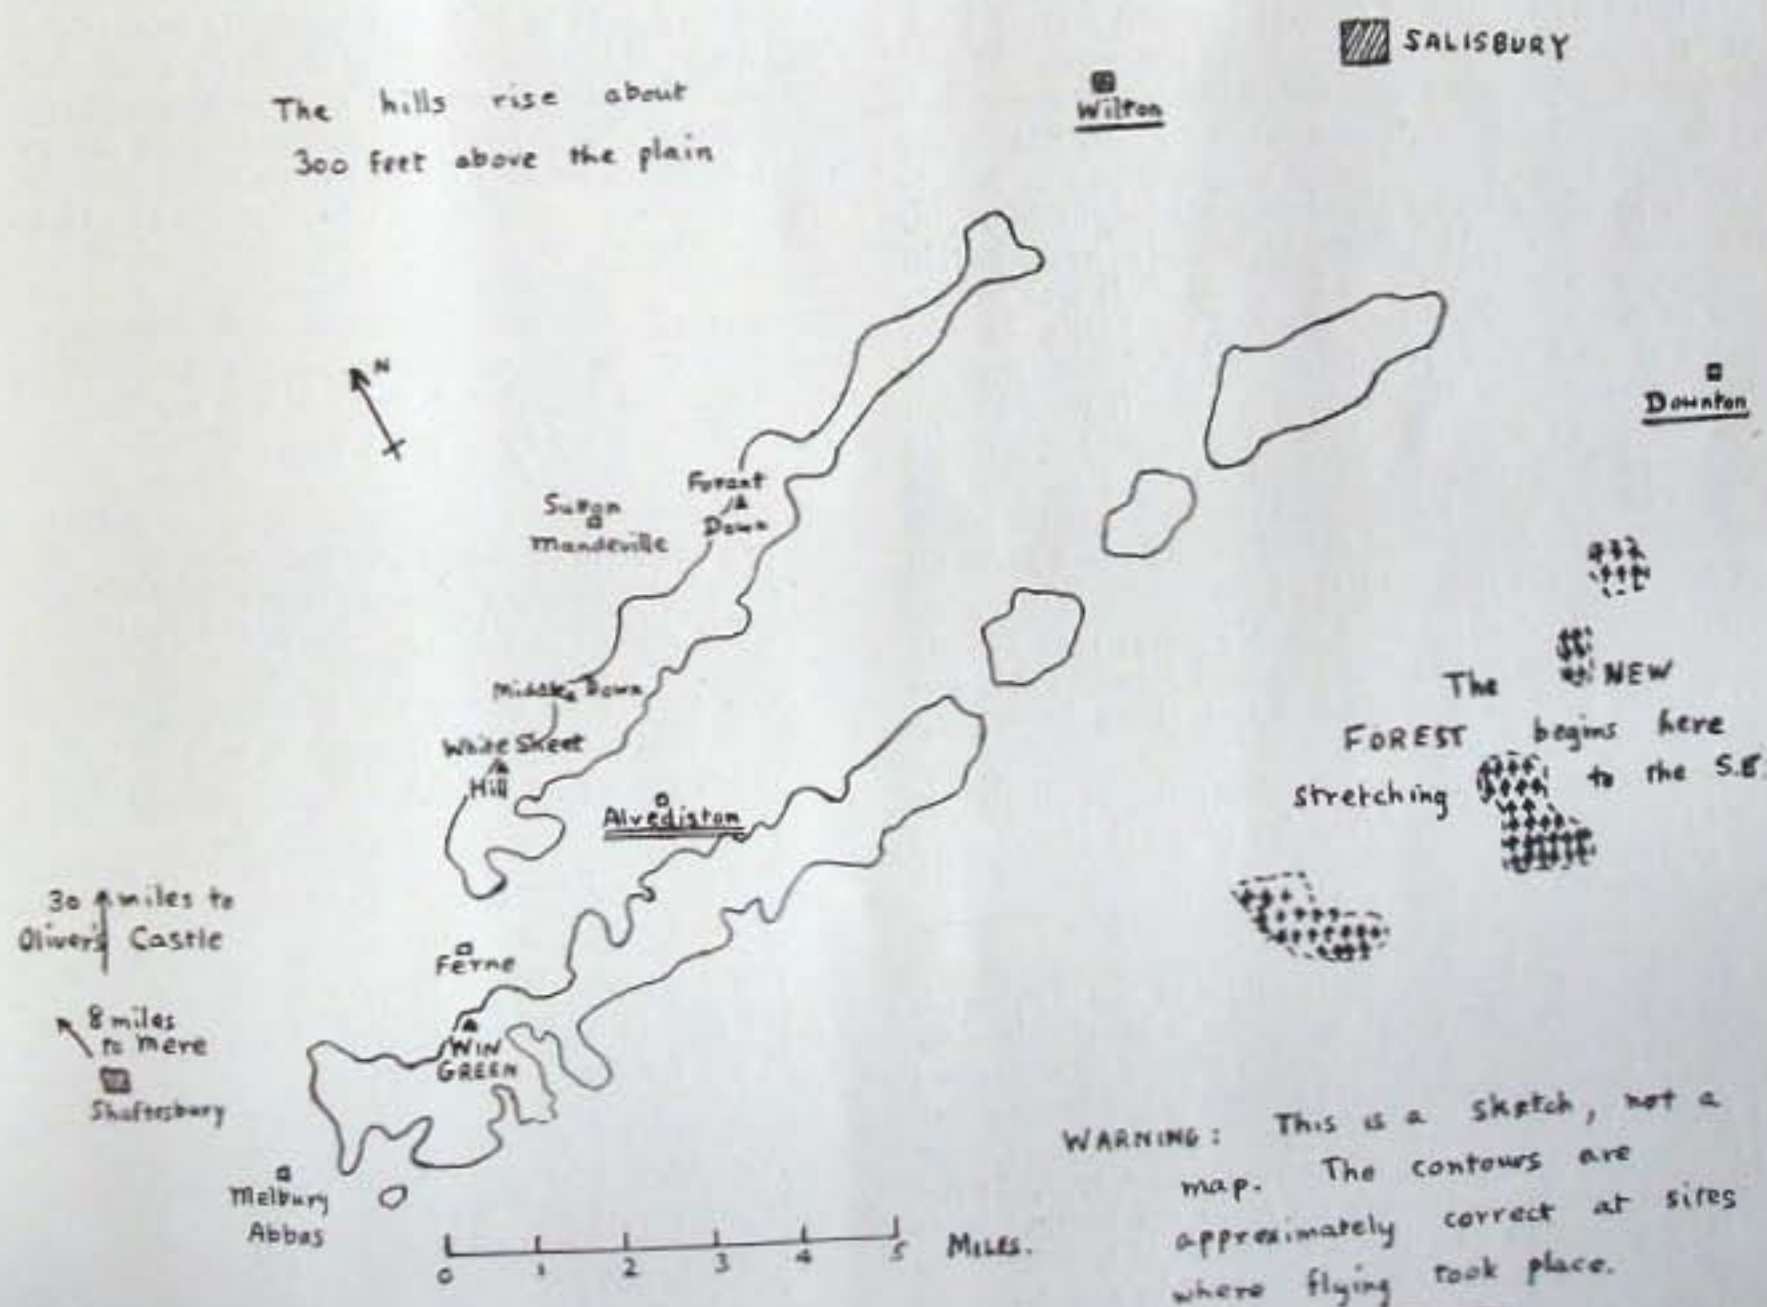 SALISBURY
The hills rise about
300 feet above the plain
Wilton
N
Downton
Fovant
Down
Sutton
Mandeville
Middle Down
White Sheet
Hill
The NEW
FOREST begins here
stretching to the S.E.
Alvediston
30 miles to
Oliver's Castle
Ferne
8 miles
to mere
Shaftesbury
WIN
GREEN
Melbury
Abbas
0 1 2 3 4 5 MILES.
WARNING: This is a sketch, not a
map. The contours are
approximately correct at sites
where flying took place.